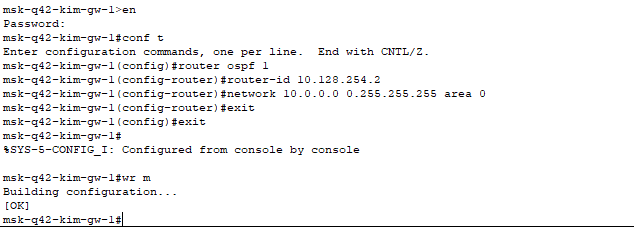 msk-q42-kim-gw-1>en
Password:
msk-q42-kim-gw-1#conf t
Enter configuration commands, one per line.  End with CNTL/Z.
msk-q42-kim-gw-1(config)#router ospf 1
msk-q42-kim-gw-1(config-router)#router-id 10.128.254.2
msk-q42-kim-gw-1(config-router)#network 10.0.0.0 0.255.255.255 area 0
msk-q42-kim-gw-1(config-router)#exit
msk-q42-kim-gw-1(config)#exit
msk-q42-kim-gw-1#
%SYS-5-CONFIG_I: Configured from console by console

msk-q42-kim-gw-1#wr m
Building configuration...
[OK]
msk-q42-kim-gw-1#